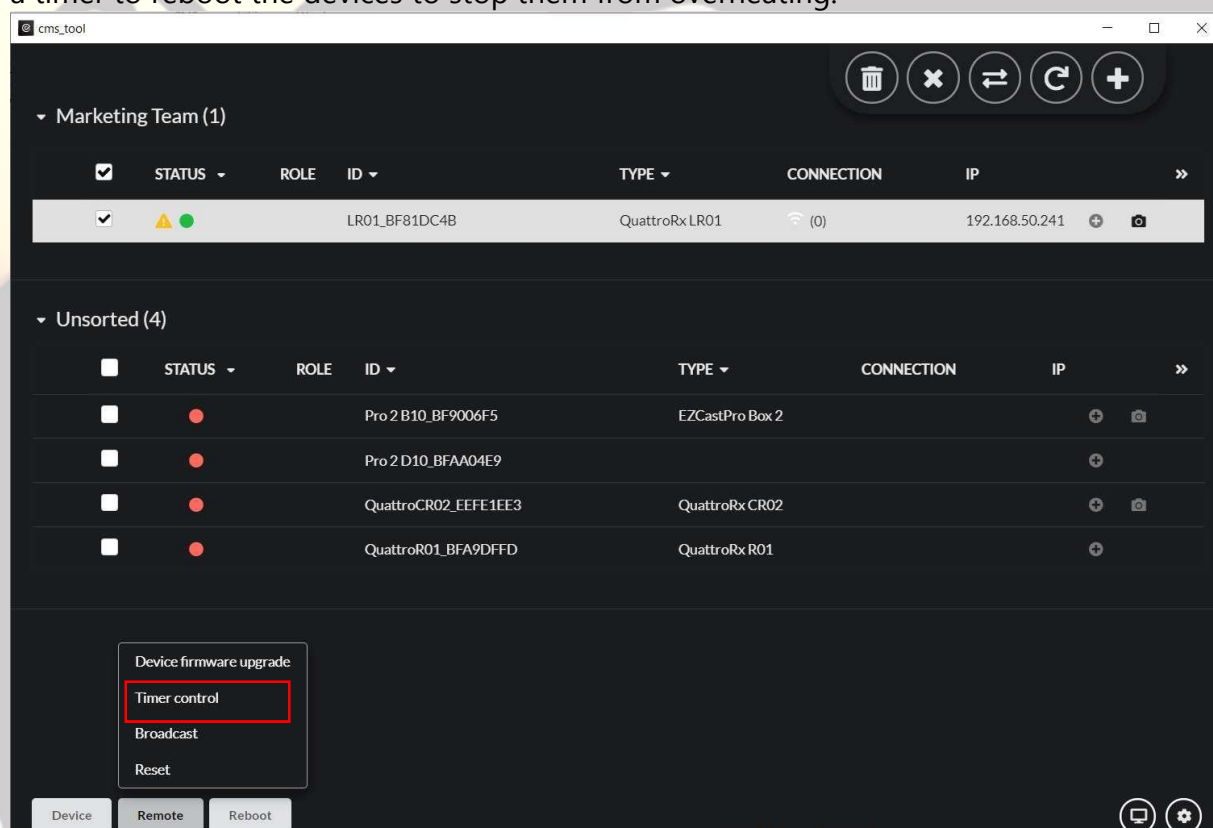 a timer to reboot the devices to stop them from overheating.
cms_tool
Marketing Team (1)
STATUS ROLE ID TYPE CONNECTION IP
LR01_BF81DC4B QuattroRx LR01 (0) 192.168.50.241
Unsorted (4)
STATUS ROLE ID TYPE CONNECTION IP
Pro 2 B10_BF9006F5 EZCastPro Box 2
Pro 2 D10_BFAA04E9
QuattroCR02_EEFE1EE3 QuattroRx CR02
QuattroR01_BFA9DFFD QuattroRx R01
Device firmware upgrade
Timer control
Broadcast
Reset
Device Remote Reboot